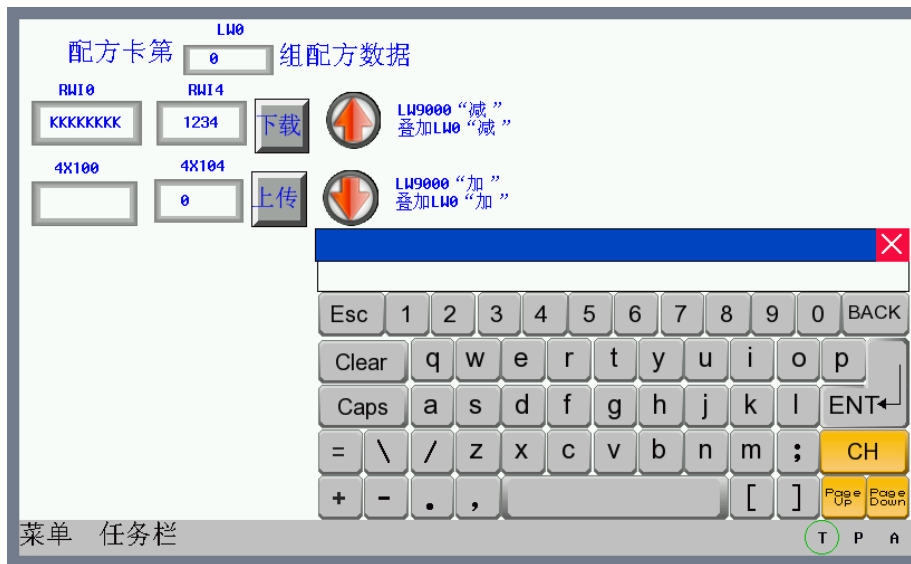 LW0
配方卡第 0 组配方数据
RWI0 RWI4
KKKKKKKK 1234 下载
LW9000“减”
叠加LW0“减”
4X100 4X104
0 上传
LW9000“加”
叠加LW0“加”
Esc 1 2 3 4 5 6 7 8 9 0 BACK
Clear q w e r t y u i o p
Caps a s d f g h j k l ENT
= \ / z x c v b n m ; CH
+ - . , [ ] Page Up Page Down
菜单 任务栏 T P A